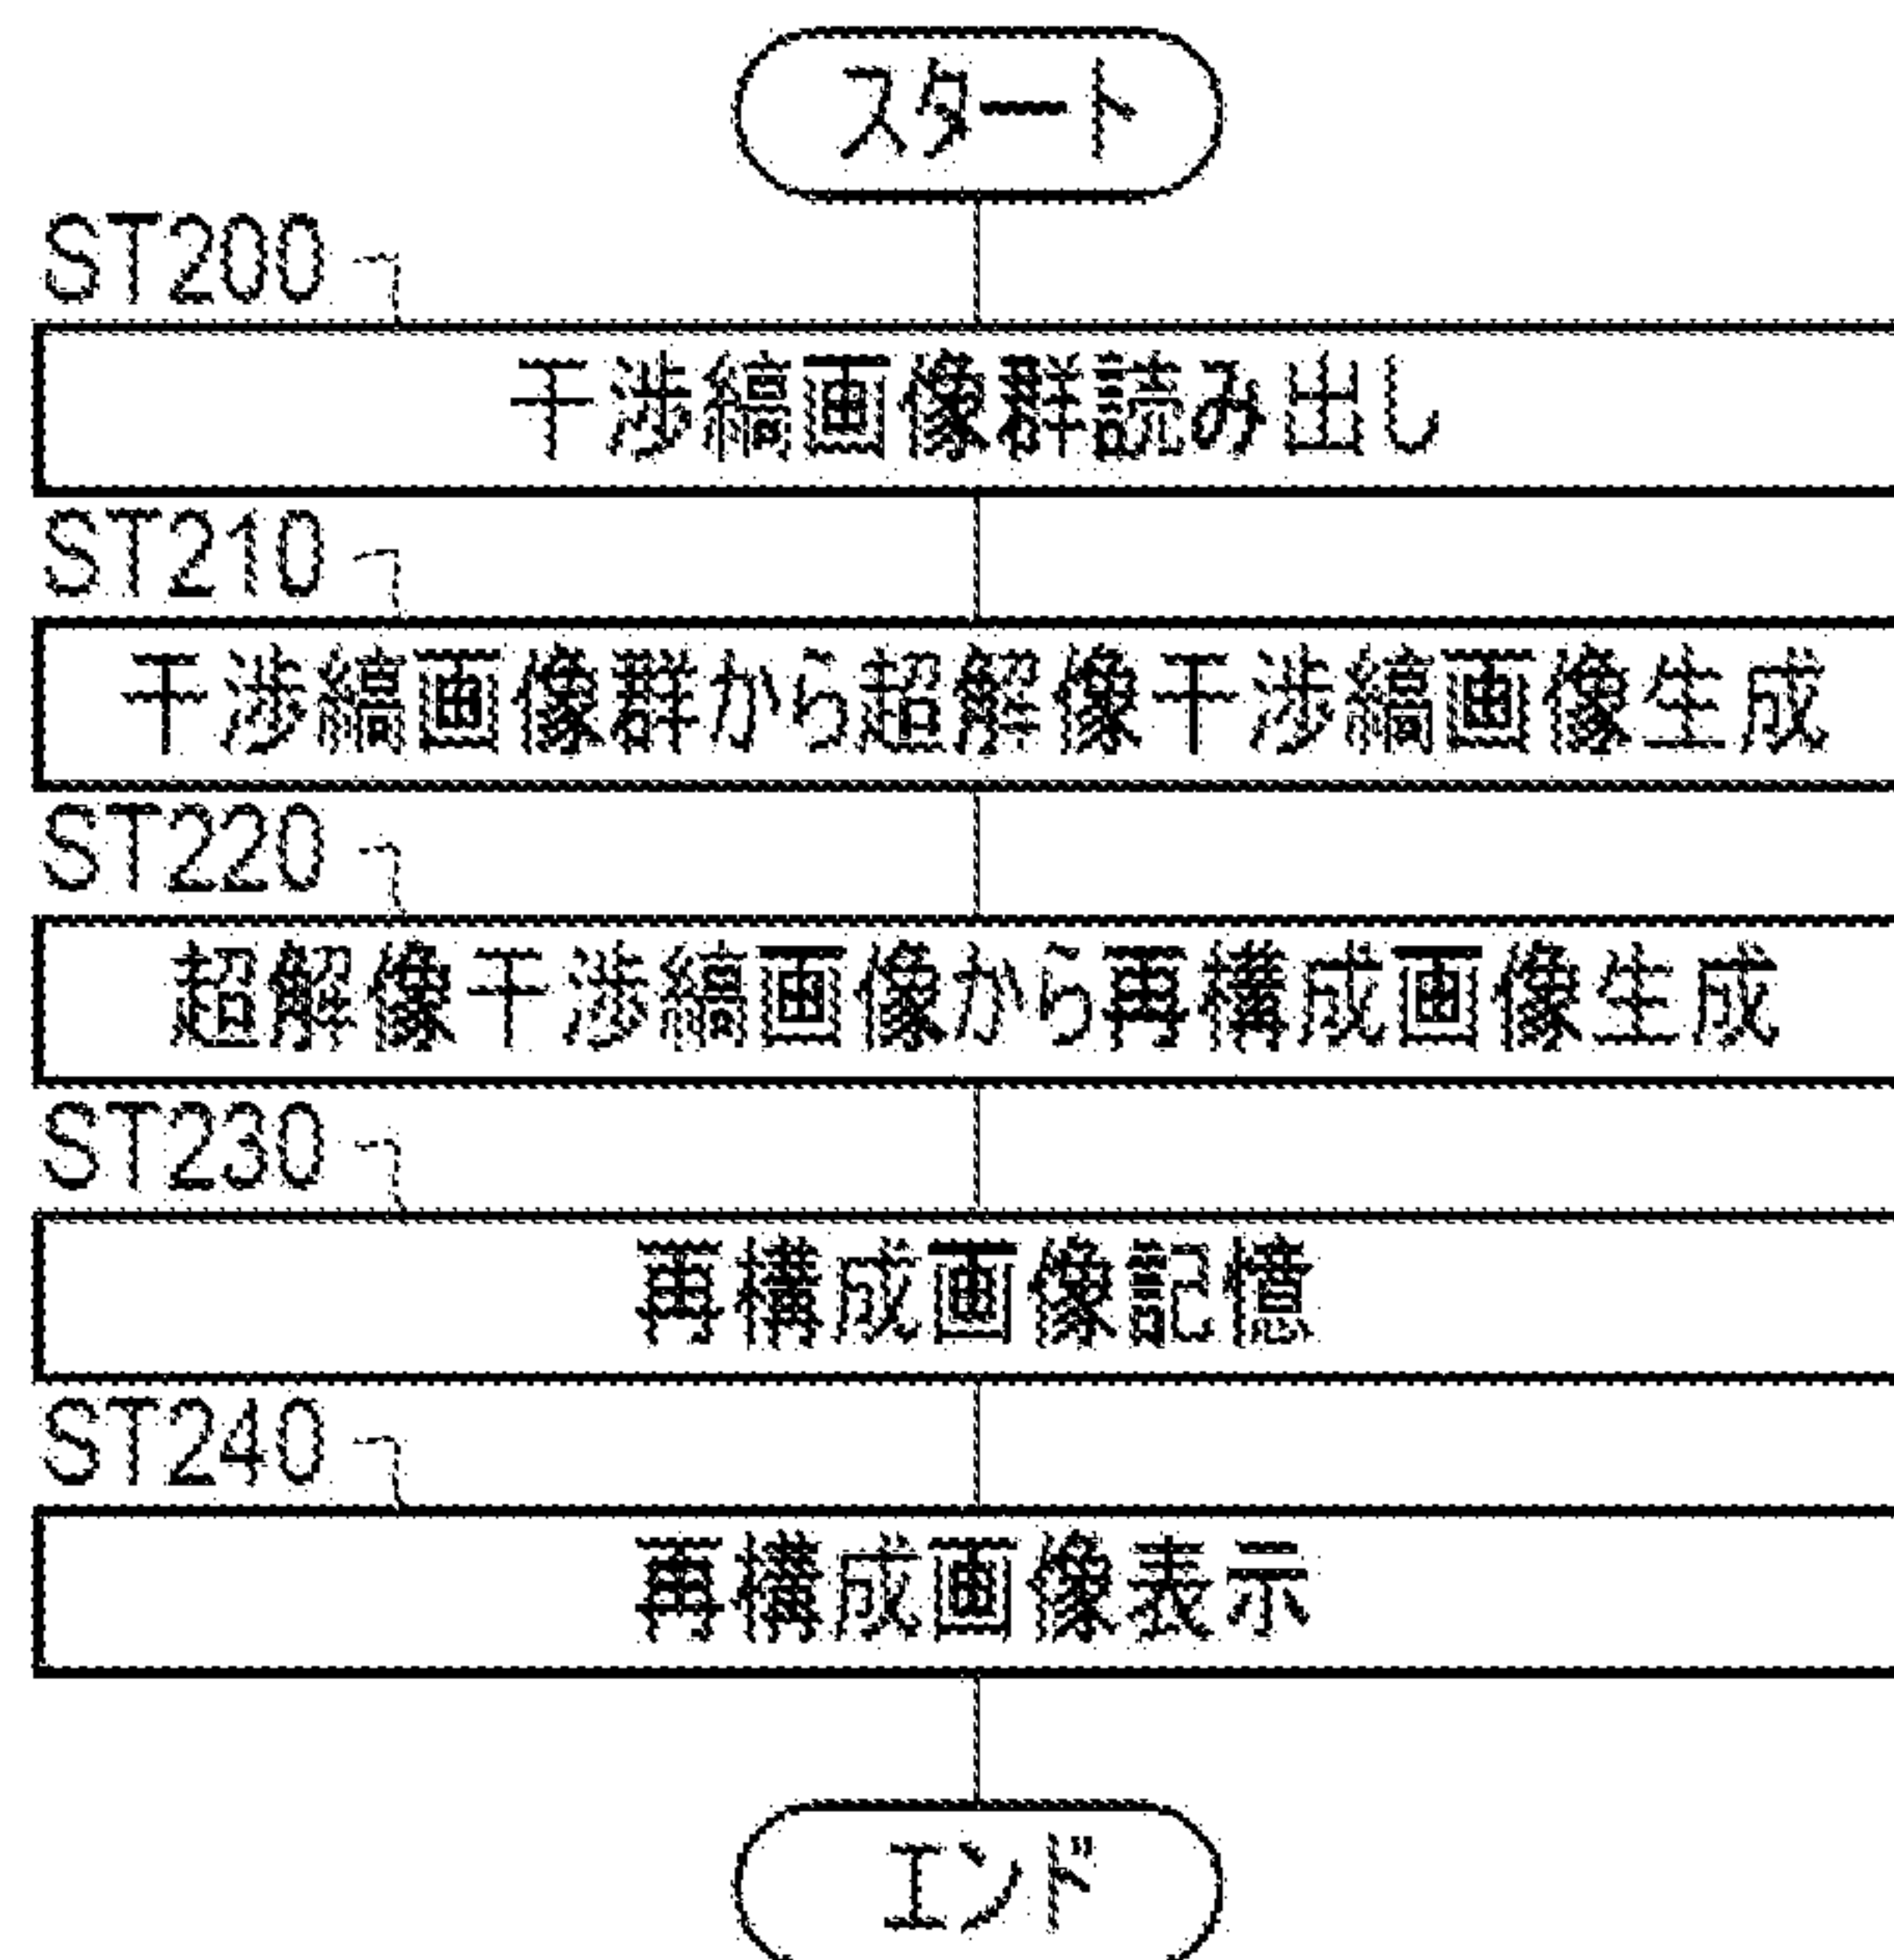 スタート
ST200
干渉縞画像群読み出し
ST210
干渉縞画像群から超解像干渉縞画像生成
ST220
超解像干渉縞画像から再構成画像生成
ST230
再構成画像記憶
ST240
再構成画像表示
エンド